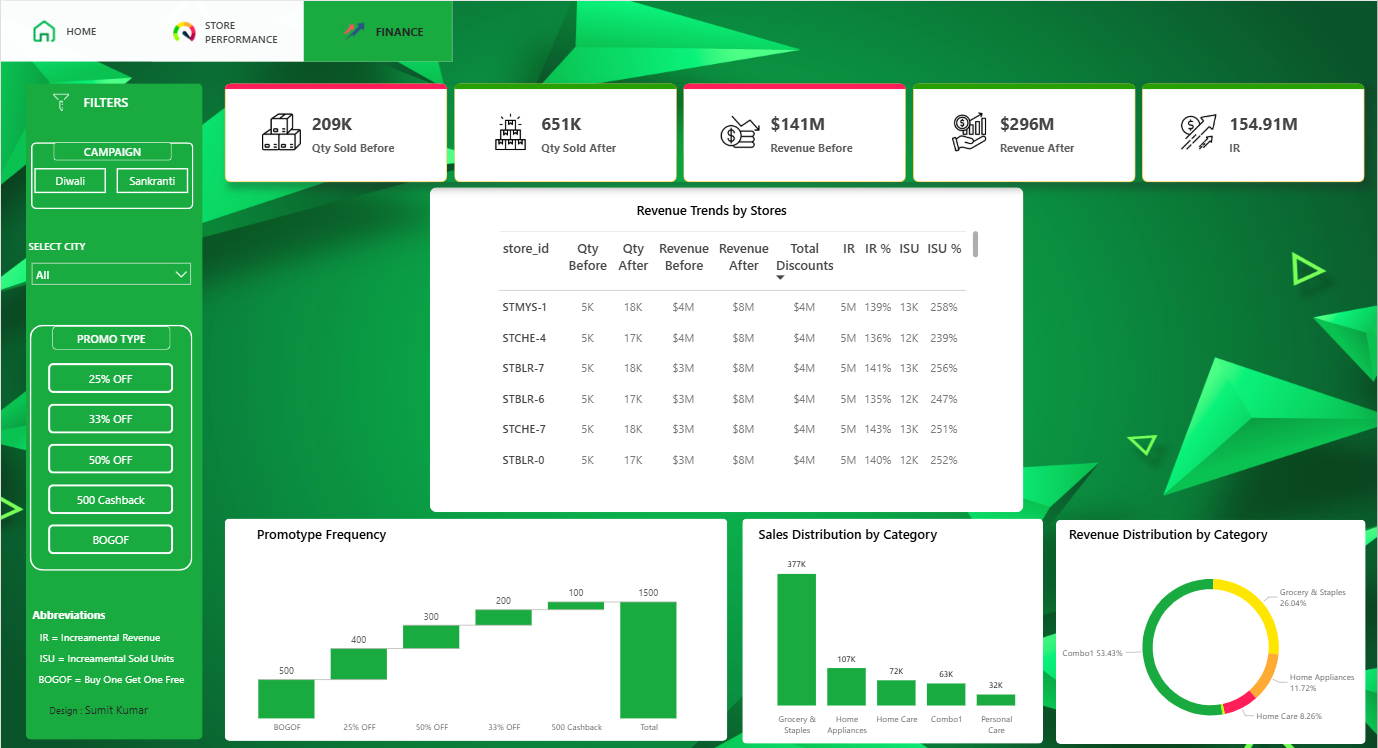 HOME
STORE
PERFORMANCE
FINANCE
FILTERS
CAMPAIGN
Diwali
Sankranti
SELECT CITY
All
PROMO TYPE
25% OFF
33% OFF
50% OFF
500 Cashback
BOGOF
Abbreviations
IR = Increamental Revenue
ISU = Increamental Sold Units
BOGOF = Buy One Get One Free
Design : Sumit Kumar
209K
Qty Sold Before
651K
Qty Sold After
$141M
Revenue Before
$296M
Revenue After
154.91M
IR
Revenue Trends by Stores
store_id Qty Before Qty After Revenue Before Revenue After Total Discounts IR IR % ISU ISU %
STMYS-1 5K 18K $4M $8M $4M 5M 139% 13K 258%
STCHE-4 5K 17K $4M $8M $4M 5M 136% 12K 239%
STBLR-7 5K 18K $3M $8M $4M 5M 141% 13K 256%
STBLR-6 5K 17K $3M $8M $4M 5M 135% 12K 247%
STCHE-7 5K 18K $3M $8M $4M 5M 143% 13K 251%
STBLR-0 5K 17K $3M $8M $4M 5M 140% 12K 252%
Promotype Frequency
500 400 300 200 100 1500
BOGOF 25% OFF 50% OFF 33% OFF 500 Cashback Total
Sales Distribution by Category
377K 107K 72K 63K 32K
Grocery & Staples
Home Appliances
Home Care
Combo1
Personal Care
Revenue Distribution by Category
Grocery & Staples
26.04%
Combo1 53.43%
Home Appliances
11.72%
Home Care 8.26%